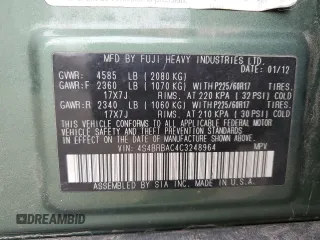 MFD. BY FUJI HEAVY INDUSTRIES LTD. 01/12
GVWR: 4585 LB (2080 KG)
GAWR:F 2360 LB (1070 KG) WITH P225/60R17 TIRES,
17X7J RIMS, AT 220 KPA (32 PSI) COLD
GAWR:R 2340 LB (1060 KG) WITH P225/60R17 TIRES,
17X7J RIMS, AT 210 KPA (30 PSI) COLD
THIS VEHICLE CONFORMS TO ALL APPLICABLE
FEDERAL MOTOR VEHICLE SAFETY
STANDARDS IN EFFECT ON THE DATE OF
MANUFACTURE SHOWN ABOVE.
VIN: 4S4BRBAC4C3248964 MPV
ASSEMBLED BY SIA INC. MADE IN U.S.A.
DREAMBID